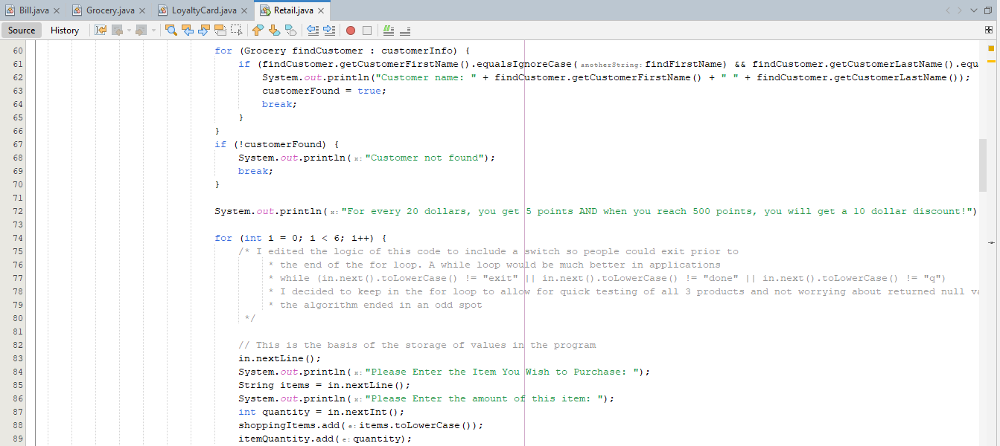 Bill.java Grocery.java LoyaltyCard.java Retail.java
Source History
60 for (Grocery findCustomer : customerInfo) {
61 if (findCustomer.getCustomerFirstName().equalsIgnoreCase(anotherString: findFirstName) && findCustomer.getCustomerLastName().equ
62 System.out.println("Customer name: " + findCustomer.getCustomerFirstName() + " " + findCustomer.getCustomerLastName());
63 customerFound = true;
64 break;
65 }
66 }
67 if (!customerFound) {
68 System.out.println(x: "Customer not found");
69 break;
70 }
71
72 System.out.println(x: "For every 20 dollars, you get 5 points AND when you reach 500 points, you will get a 10 dollar discount!")
73
74 for (int i = 0; i < 6; i++) {
75 /* I edited the logic of this code to include a switch so people could exit prior to
76 * the end of the for loop. A while loop would be much better in applications
77 * while (in.next().toLowerCase() != "exit" || in.next().toLowerCase() != "done" || in.next().toLowerCase() != "q")
78 * I decided to keep in the for loop to allow for quick testing of all 3 products and not worrying about returned null va
79 * the algorithm ended in an odd spot
80 */
81
82 // This is the basis of the storage of values in the program
83 in.nextLine();
84 System.out.println(x: "Please Enter the Item You Wish to Purchase: ");
85 String items = in.nextLine();
86 System.out.println(x: "Please Enter the amount of this item: ");
87 int quantity = in.nextInt();
88 shoppingItems.add(e: items.toLowerCase());
89 itemQuantity.add(e: quantity);